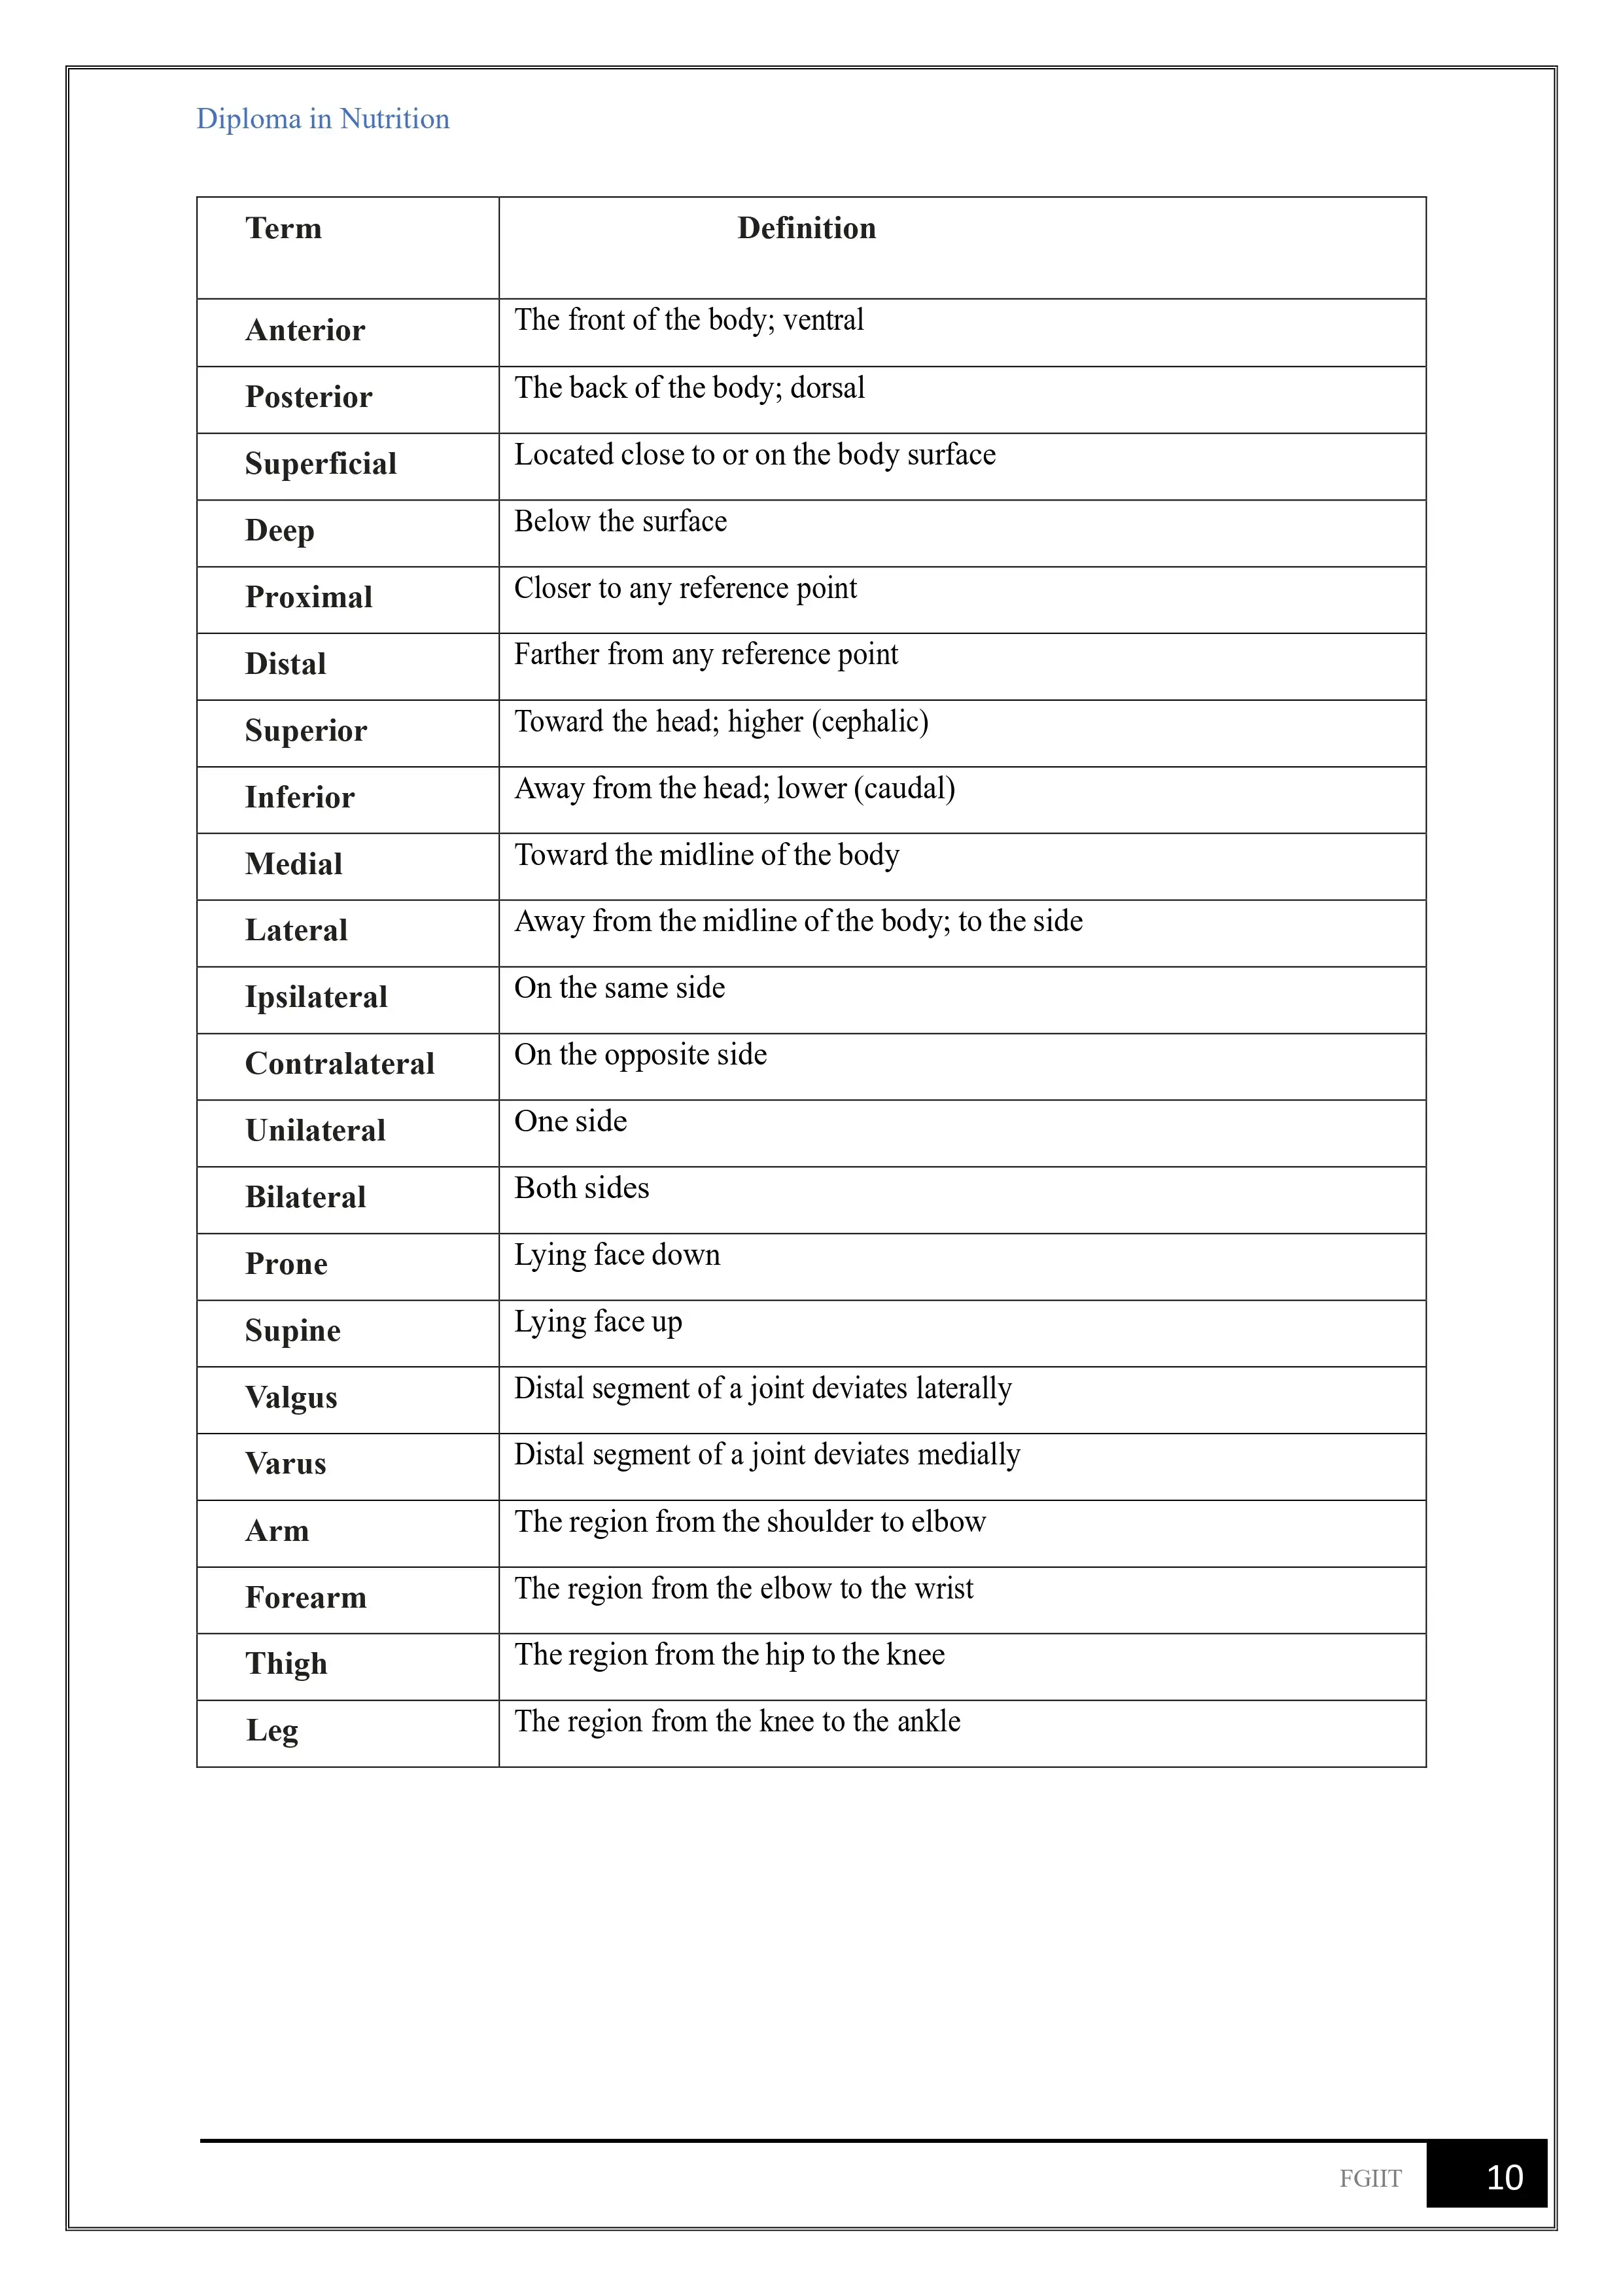 Diploma in Nutrition
Term Definition
Anterior The front of the body; ventral
Posterior The back of the body; dorsal
Superficial Located close to or on the body surface
Deep Below the surface
Proximal Closer to any reference point
Distal Farther from any reference point
Superior Toward the head; higher (cephalic)
Inferior Away from the head; lower (caudal)
Medial Toward the midline of the body
Lateral Away from the midline of the body; to the side
Ipsilateral On the same side
Contralateral On the opposite side
Unilateral One side
Bilateral Both sides
Prone Lying face down
Supine Lying face up
Valgus Distal segment of a joint deviates laterally
Varus Distal segment of a joint deviates medially
Arm The region from the shoulder to elbow
Forearm The region from the elbow to the wrist
Thigh The region from the hip to the knee
Leg The region from the knee to the ankle
FGIIT 10